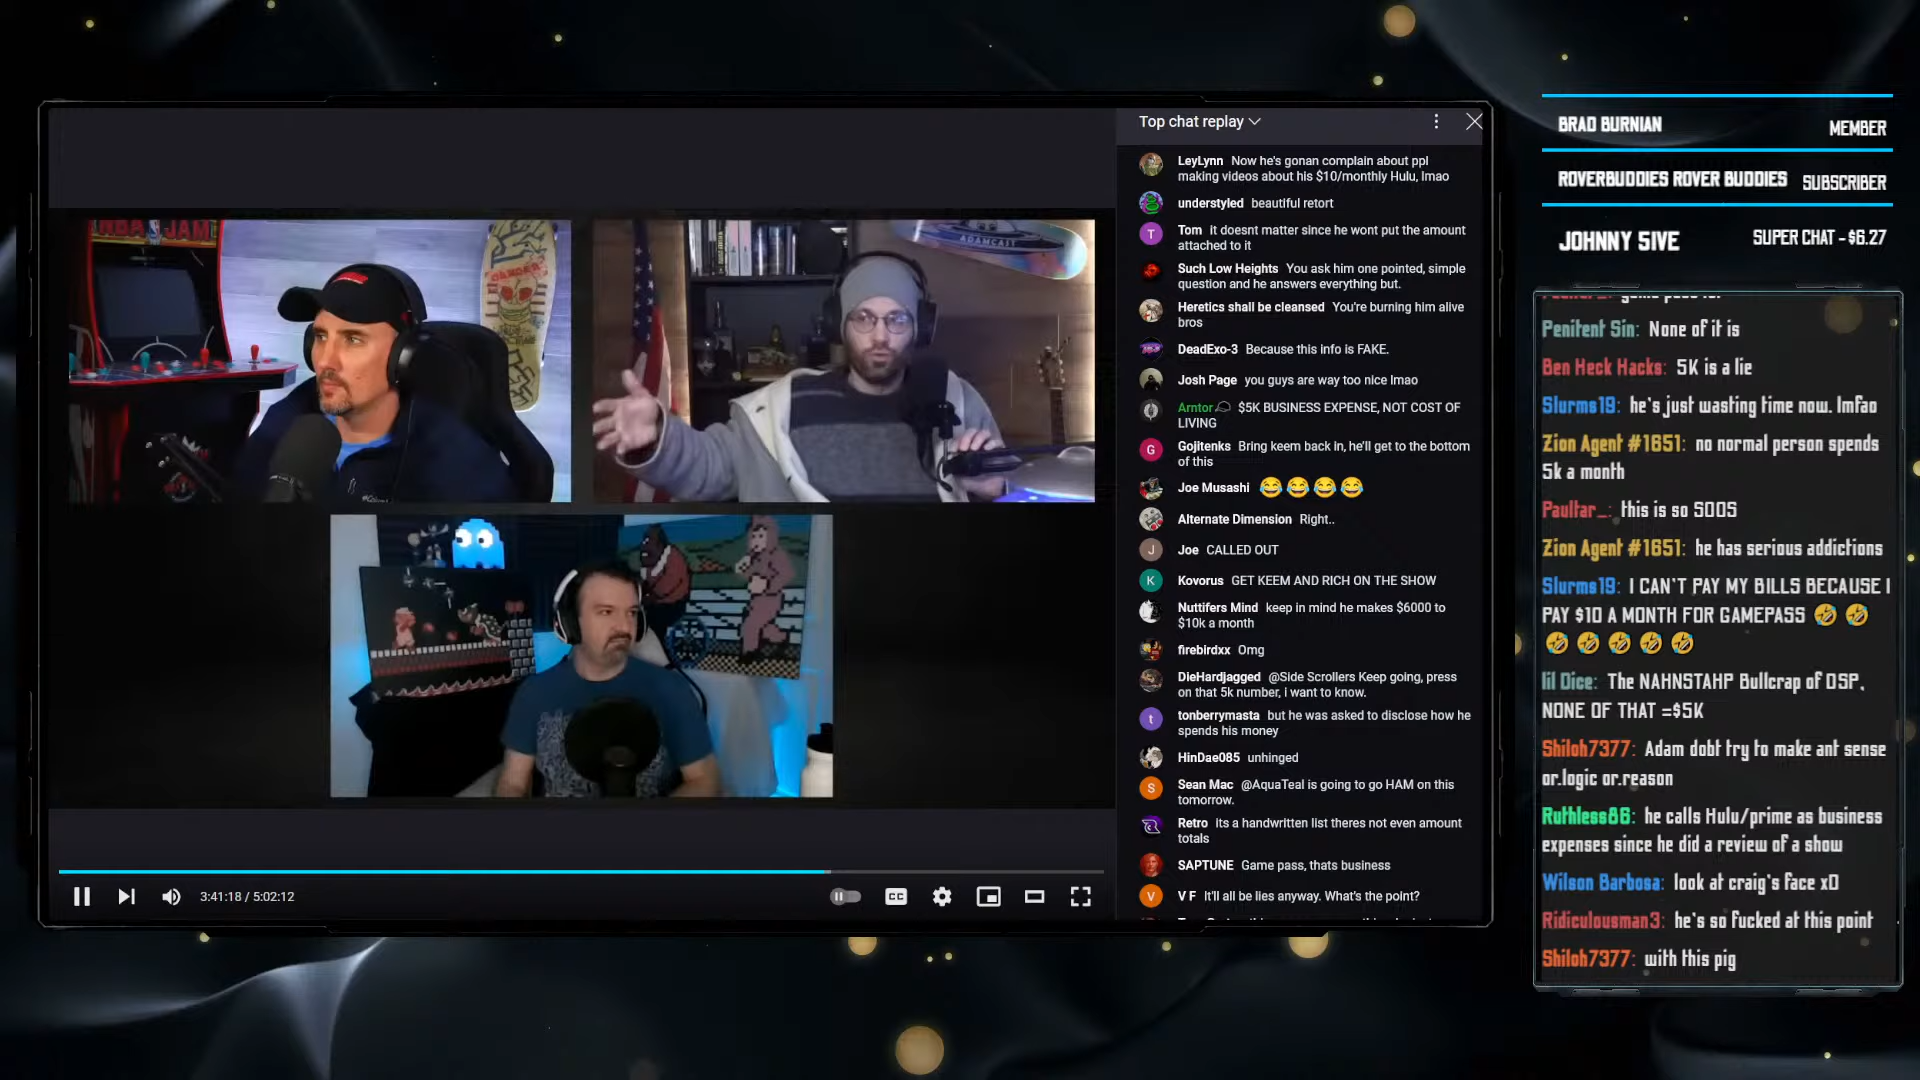 NBA JAM
DANGER
ADAMCAST
Top chat replay
LeyLynn Now he's gonan complain about ppl
making videos about his $10/monthly Hulu, lmao
understyled beautiful retort
T Tom it doesnt matter since he wont put the amount
attached to it
Such Low Heights You ask him one pointed, simple
question and he answers everything but.
Heretics shall be cleansed You're burning him alive
bros
DeadExo-3 Because this info is FAKE.
Josh Page you guys are way too nice lmao
Arntor $5K BUSINESS EXPENSE, NOT COST OF
LIVING
G Gojitenks Bring keem back in, he'll get to the bottom
of this
Joe Musashi 😂😂😂😂
Alternate Dimension Right..
J Joe CALLED OUT
K Kovorus GET KEEM AND RICH ON THE SHOW
Nuttifers Mind keep in mind he makes $6000 to
$10k a month
firebirdxx Omg
DieHardjagged @Side Scrollers Keep going, press
on that 5k number, i want to know.
t tonberrymasta but he was asked to disclose how he
spends his money
HinDae085 unhinged
S Sean Mac @AquaTeal is going to go HAM on this
tomorrow.
Retro its a handwritten list theres not even amount
totals
SAPTUNE Game pass, thats business
V V F It'll all be lies anyway. What's the point?
3:41:18 / 5:02:12
CC
BRAD BURNIAN MEMBER
ROVERBUDDIES ROVER BUDDIES SUBSCRIBER
JOHNNY 5IVE SUPER CHAT - $6.27
Penitent Sin: None of it is
Ben Heck Hacks: 5K is a lie
Slurms19: he's just wasting time now. lmfao
Zion Agent #1651: no normal person spends
5k a month
Paultar_: this is so SOOS
Zion Agent #1651: he has serious addictions
Slurms19: I CAN'T PAY MY BILLS BECAUSE I
PAY $10 A MONTH FOR GAMEPASS 🤣 🤣
🤣 🤣 🤣 🤣 🤣
lil Dice: The NAHNSTAHP Bullcrap of DSP,
NONE OF THAT =$5K
Shiloh7377: Adam dobt try to make ant sense
or.logic or.reason
Ruthless86: he calls Hulu/prime as business
expenses since he did a review of a show
Wilson Barbosa: look at craig's face xD
Ridiculousman3: he's so fucked at this point
Shiloh7377: with this pig